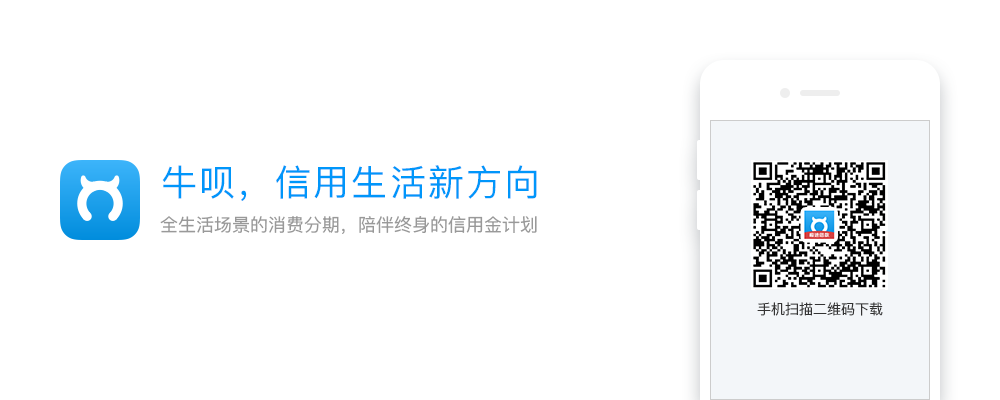 牛呗，信用生活新方向
全生活场景的消费分期，陪伴终身的信用金计划
手机扫描二维码下载